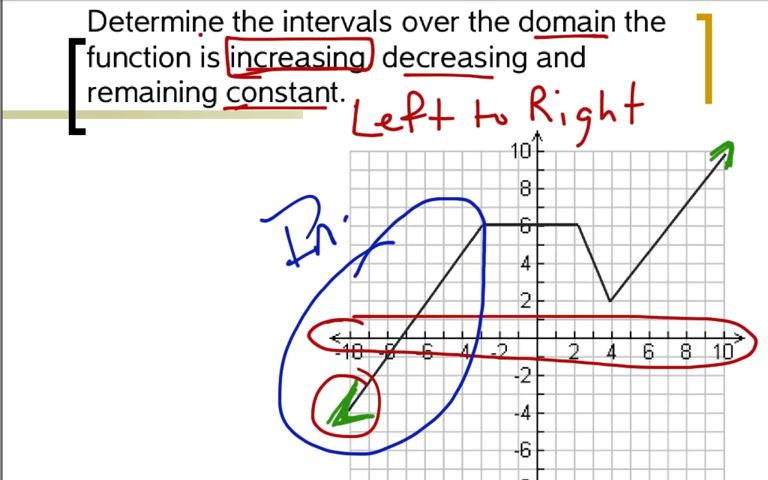 Determine the intervals over the domain the
function is increasing decreasing and
remaining constant.
Left to Right
In.
10
8
6
4
2
-10 -8 -6 -4 -2 2 4 6 8 10
-2
-4
-6